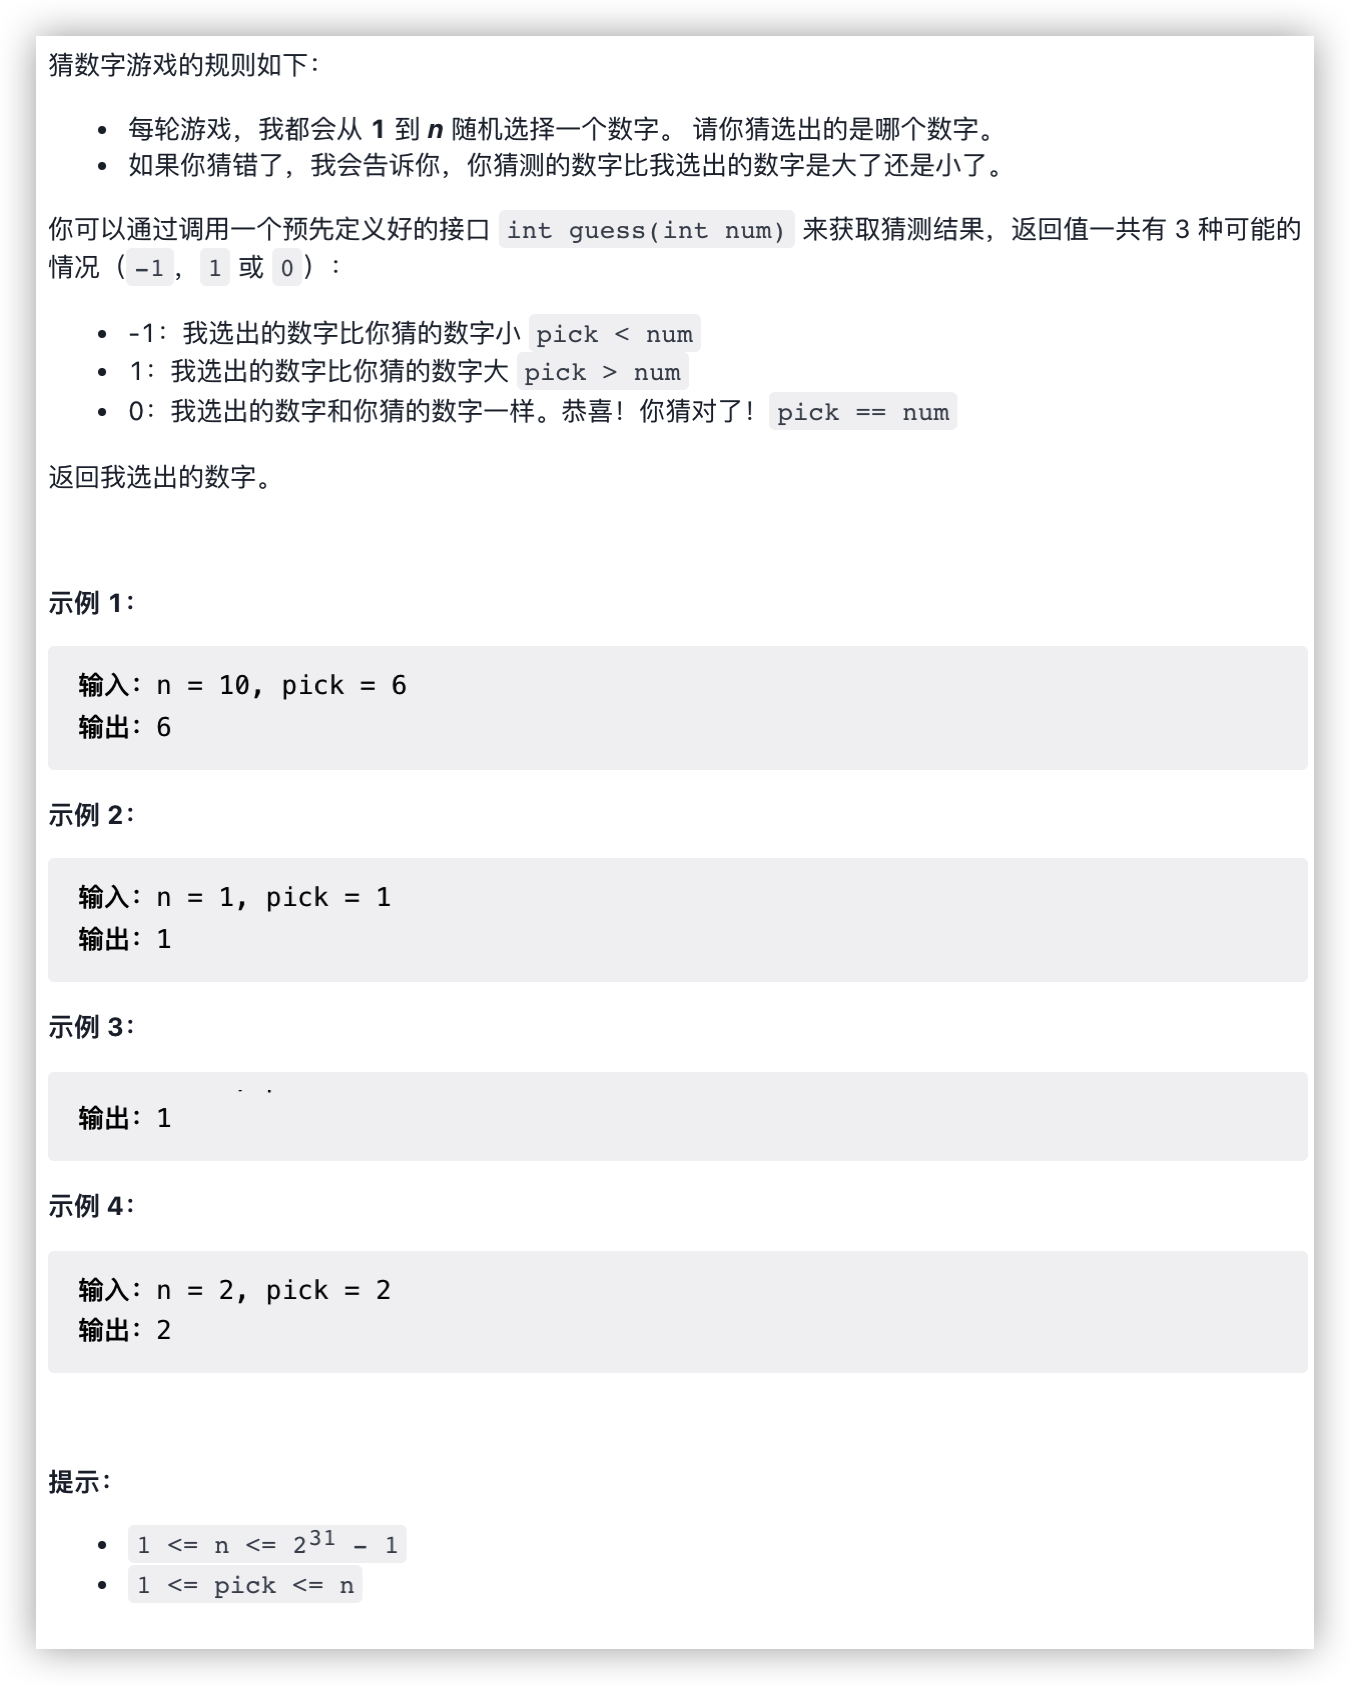 猜数字游戏的规则如下：
• 每轮游戏，我都会从 1 到 n 随机选择一个数字。 请你猜选出的是哪个数字。
• 如果你猜错了，我会告诉你，你猜测的数字比我选出的数字是大了还是小了。
你可以通过调用一个预先定义好的接口 int guess(int num) 来获取猜测结果，返回值一共有 3 种可能的
情况（-1，1 或 0）：
• -1：我选出的数字比你猜的数字小 pick < num
• 1：我选出的数字比你猜的数字大 pick > num
• 0：我选出的数字和你猜的数字一样。恭喜！你猜对了！pick == num
返回我选出的数字。
示例 1：
输入：n = 10, pick = 6
输出：6
示例 2：
输入：n = 1, pick = 1
输出：1
示例 3：
输出：1
示例 4：
输入：n = 2, pick = 2
输出：2
提示：
• 1 <= n <= 2³¹ - 1
• 1 <= pick <= n